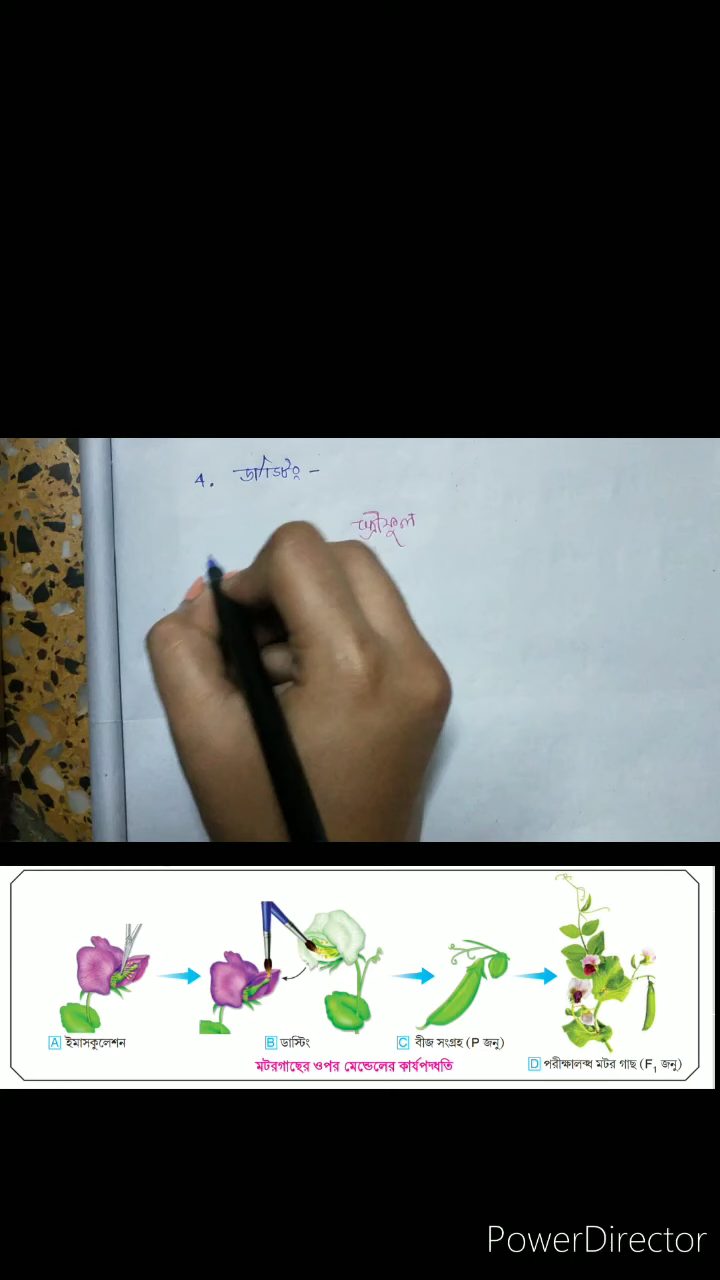 4. ডাস্টিং -
স্ত্রীফুল
A ইমাসকুলেশন
B ডাস্টিং
C বীজ সংগ্রহ (P জনু)
D পরীক্ষালব্ধ মটর গাছ (F₁ জনু)
মটরগাছের ওপর মেন্ডেলের কার্যপদ্ধতি
PowerDirector